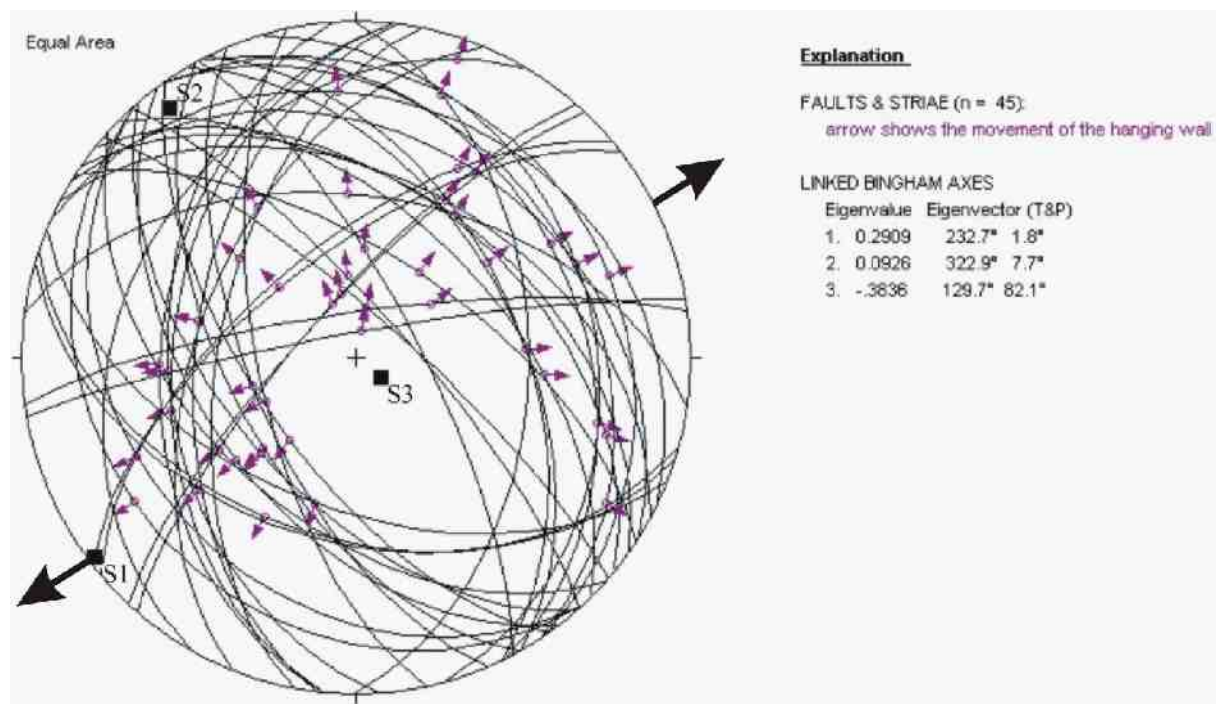 Equal Area
S2
S3
S1
Explanation
FAULTS & STRIAE (n = 45):
arrow shows the movement of the hanging wall
LINKED BINGHAM AXES
Eigenvalue Eigenvector (T&P)
1. 0.2909 232.7° 1.8°
2. 0.0926 322.9° 7.7°
3. -.3836 129.7° 82.1°